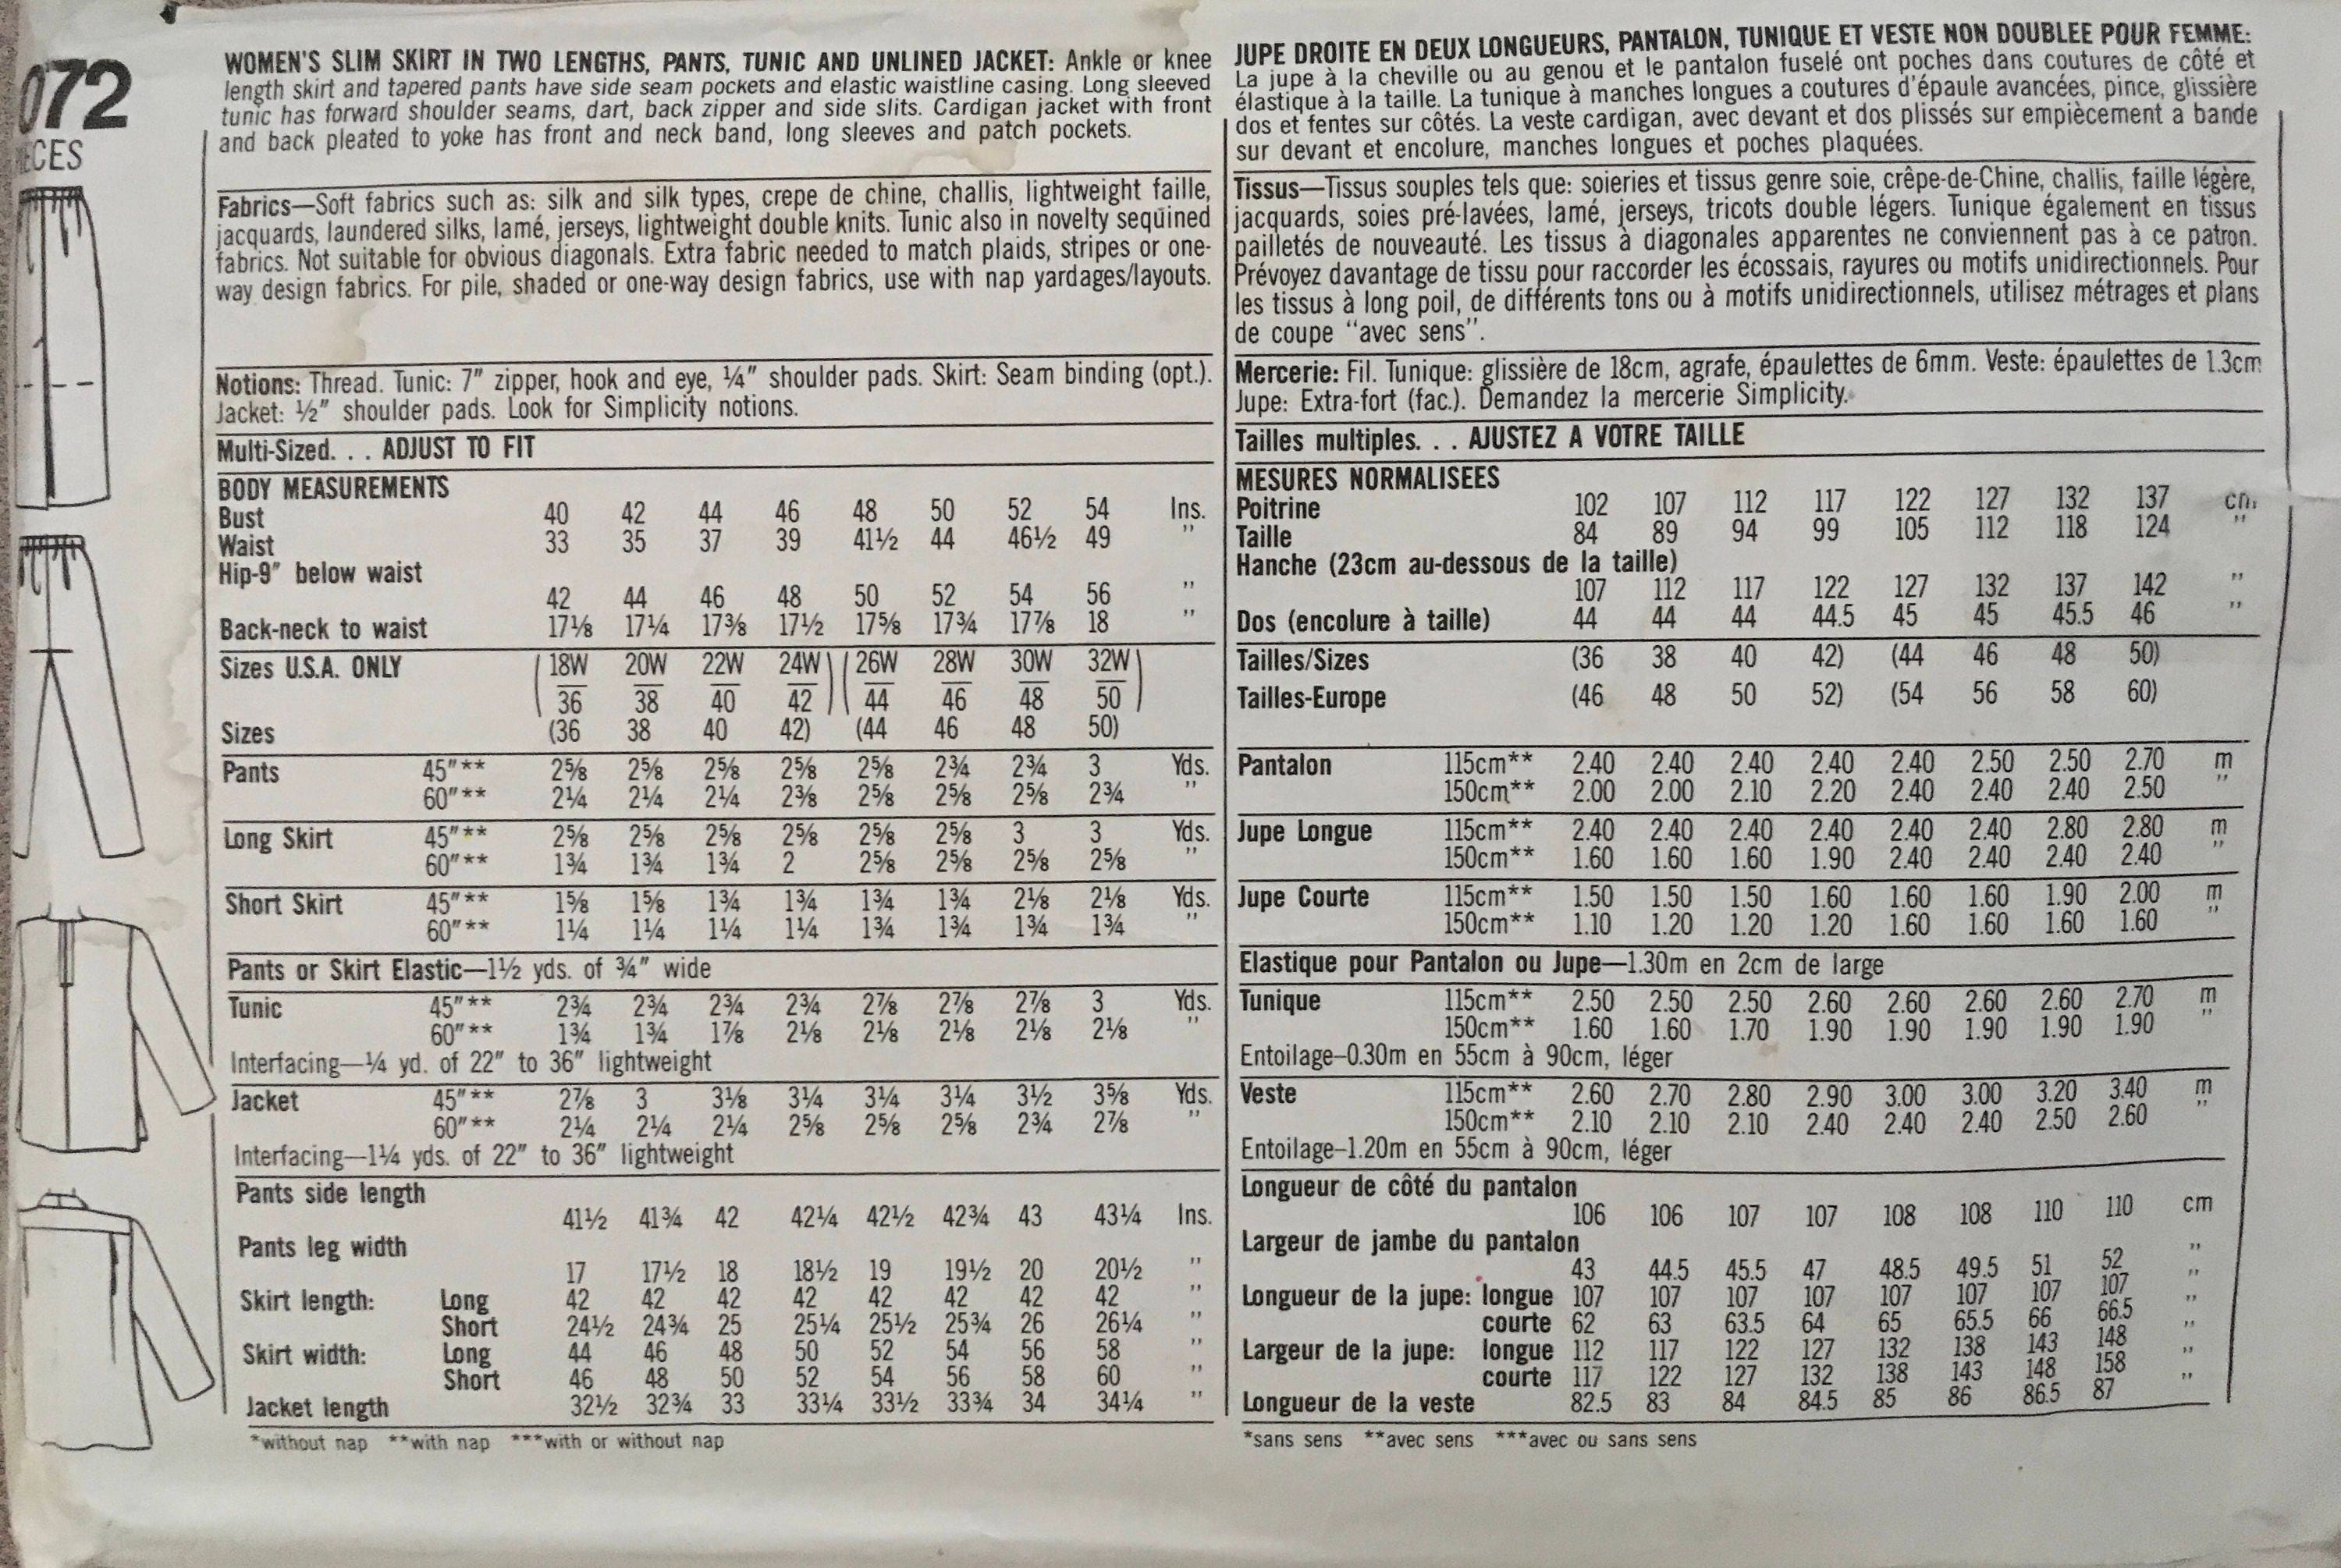 072
WOMEN'S SLIM SKIRT IN TWO LENGTHS, PANTS, TUNIC AND UNLINED JACKET: Ankle or knee
length skirt and tapered pants have side seam pockets and elastic waistline casing. Long sleeved
tunic has forward shoulder seams, dart, back zipper and side slits. Cardigan jacket with front
and back pleated to yoke has front and neck band, long sleeves and patch pockets.
Fabrics—Soft fabrics such as: silk and silk types, crepe de chine, challis, lightweight faille,
jacquards, laundered silks, lamé, jerseys, lightweight double knits. Tunic also in novelty sequined
fabrics. Not suitable for obvious diagonals. Extra fabric needed to match plaids, stripes or one-
way design fabrics. For pile, shaded or one-way design fabrics, use with nap yardages/layouts.
Notions: Thread. Tunic: 7" zipper, hook and eye, ¼" shoulder pads. Skirt: Seam binding (opt.).
Jacket: ½" shoulder pads. Look for Simplicity notions.
Multi-Sized. . . ADJUST TO FIT
BODY MEASUREMENTS
Bust 40 42 44 46 48 50 52 54 Ins.
Waist 33 35 37 39 41½ 44 46½ 49 "
Hip-9" below waist
42 44 46 48 50 52 54 56 "
Back-neck to waist 17⅛ 17¼ 17⅜ 17½ 17⅝ 17¾ 17⅞ 18 "
Sizes U.S.A. ONLY (18W 20W 22W 24W) (26W 28W 30W 32W)
36 38 40 42 44 46 48 50
Sizes (36 38 40 42) (44 46 48 50)
Pants 45"** 2⅝ 2⅝ 2⅝ 2⅝ 2⅝ 2¾ 2¾ 3 Yds.
60"** 2¼ 2¼ 2¼ 2⅜ 2⅝ 2⅝ 2⅝ 2¾ "
Long Skirt 45"** 2⅝ 2⅝ 2⅝ 2⅝ 2⅝ 2⅝ 3 3 Yds.
60"** 1¾ 1¾ 1¾ 2 2⅝ 2⅝ 2⅝ 2⅝ "
Short Skirt 45"** 1⅝ 1⅝ 1¾ 1¾ 1¾ 1¾ 2⅛ 2⅛ Yds.
60"** 1¼ 1¼ 1¼ 1¼ 1¾ 1¾ 1¾ 1¾ "
Pants or Skirt Elastic—1½ yds. of ¾" wide
Tunic 45"** 2¾ 2¾ 2¾ 2¾ 2⅞ 2⅞ 2⅞ 3 Yds.
60"** 1¾ 1¾ 1⅞ 2⅛ 2⅛ 2⅛ 2⅛ 2⅛ "
Interfacing—¼ yd. of 22" to 36" lightweight
Jacket 45"** 2⅞ 3 3⅛ 3¼ 3¼ 3¼ 3½ 3⅝ Yds.
60"** 2¼ 2¼ 2¼ 2⅝ 2⅝ 2⅝ 2¾ 2⅞ "
Interfacing—1¼ yds. of 22" to 36" lightweight
Pants side length
41½ 41¾ 42 42¼ 42½ 42¾ 43 43¼ Ins.
Pants leg width
17 17½ 18 18½ 19 19½ 20 20½ "
Skirt length: Long 42 42 42 42 42 42 42 42 "
Short 24½ 24¾ 25 25¼ 25½ 25¾ 26 26¼ "
Skirt width: Long 44 46 48 50 52 54 56 58 "
Short 46 48 50 52 54 56 58 60 "
Jacket length 32½ 32¾ 33 33¼ 33½ 33¾ 34 34¼ "
*without nap **with nap ***with or without nap
JUPE DROITE EN DEUX LONGUEURS, PANTALON, TUNIQUE ET VESTE NON DOUBLEE POUR FEMME:
La jupe à la cheville ou au genou et le pantalon fuselé ont poches dans coutures de côté et
élastique à la taille. La tunique à manches longues a coutures d'épaule avancées, pince, glissière
dos et fentes sur côtés. La veste cardigan, avec devant et dos plissés sur empiècement a bande
sur devant et encolure, manches longues et poches plaquées.
Tissus—Tissus souples tels que: soieries et tissus genre soie, crêpe-de-Chine, challis, faille légère,
jacquards, soies pré-lavées, lamé, jerseys, tricots double légers. Tunique également en tissus
pailletés de nouveauté. Les tissus à diagonales apparentes ne conviennent pas à ce patron.
Prévoyez davantage de tissu pour raccorder les écossais, rayures ou motifs unidirectionnels. Pour
les tissus à long poil, de différents tons ou à motifs unidirectionnels, utilisez métrages et plans
de coupe "avec sens".
Mercerie: Fil. Tunique: glissière de 18cm, agrafe, épaulettes de 6mm. Veste: épaulettes de 1.3cm
Jupe: Extra-fort (fac.). Demandez la mercerie Simplicity.
Tailles multiples. . . AJUSTEZ A VOTRE TAILLE
MESURES NORMALISEES
Poitrine 102 107 112 117 122 127 132 137 cm
Taille 84 89 94 99 105 112 118 124 "
Hanche (23cm au-dessous de la taille)
107 112 117 122 127 132 137 142 "
Dos (encolure à taille) 44 44 44 44.5 45 45 45.5 46 "
Tailles/Sizes (36 38 40 42) (44 46 48 50)
Tailles-Europe (46 48 50 52) (54 56 58 60)
Pantalon 115cm** 2.40 2.40 2.40 2.40 2.40 2.50 2.50 2.70 m
150cm** 2.00 2.00 2.10 2.20 2.40 2.40 2.40 2.50 "
Jupe Longue 115cm** 2.40 2.40 2.40 2.40 2.40 2.40 2.80 2.80 m
150cm** 1.60 1.60 1.60 1.90 2.40 2.40 2.40 2.40 "
Jupe Courte 115cm** 1.50 1.50 1.50 1.60 1.60 1.60 1.90 2.00 m
150cm** 1.10 1.20 1.20 1.20 1.60 1.60 1.60 1.60 "
Elastique pour Pantalon ou Jupe—1.30m en 2cm de large
Tunique 115cm** 2.50 2.50 2.50 2.60 2.60 2.60 2.60 2.70 m
150cm** 1.60 1.60 1.70 1.90 1.90 1.90 1.90 1.90 "
Entoilage-0.30m en 55cm à 90cm, léger
Veste 115cm** 2.60 2.70 2.80 2.90 3.00 3.00 3.20 3.40 m
150cm** 2.10 2.10 2.10 2.40 2.40 2.40 2.50 2.60 "
Entoilage-1.20m en 55cm à 90cm, léger
Longueur de côté du pantalon
106 106 107 107 108 108 110 110 cm
Largeur de jambe du pantalon
43 44.5 45.5 47 48.5 49.5 51 52 "
Longueur de la jupe: longue 107 107 107 107 107 107 107 107 "
courte 62 63 63.5 64 65 65.5 66 66.5 "
Largeur de la jupe: longue 112 117 122 127 132 138 143 148 "
courte 117 122 127 132 138 143 148 158 "
Longueur de la veste 82.5 83 84 84.5 85 86 86.5 87
*sans sens **avec sens ***avec ou sans sens